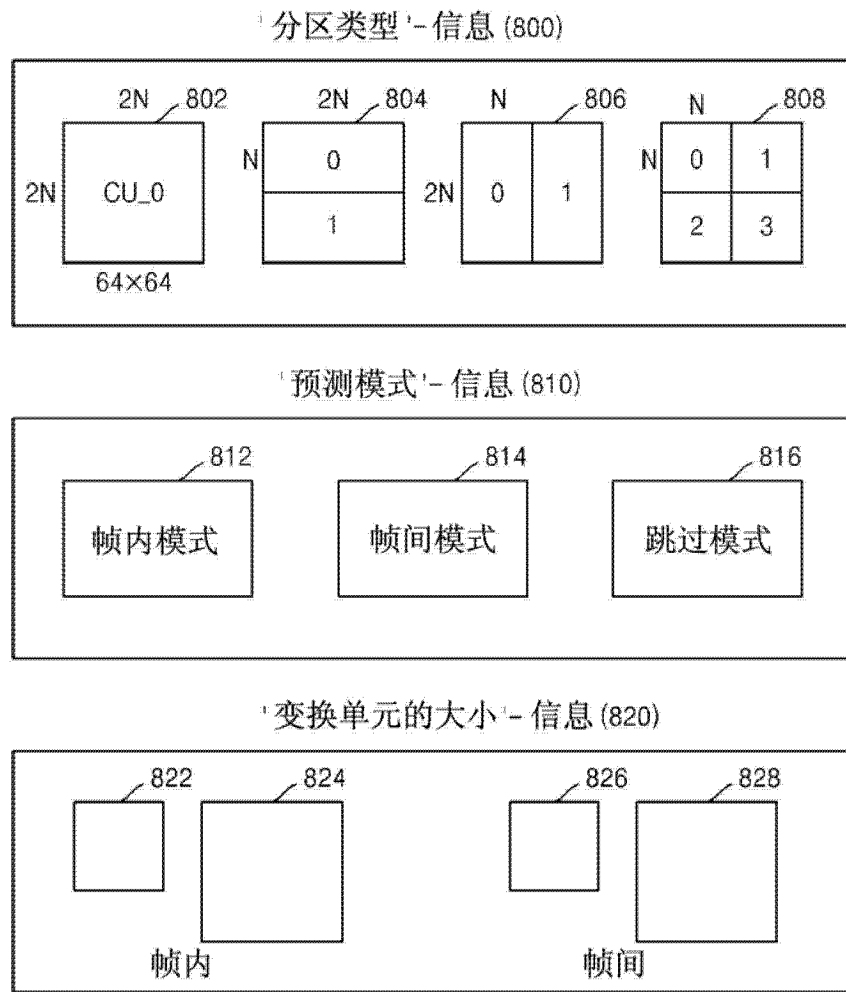 '分区类型'-信息(800)
2N 802 2N 804 N 806 N 808
2N CU_0 N 0 2N 0 1 N 0 1
1 2 3
64×64
'预测模式'-信息(810)
812 814 816
帧内模式 帧间模式 跳过模式
'变换单元的大小'-信息(820)
822 824 826 828
帧内 帧间